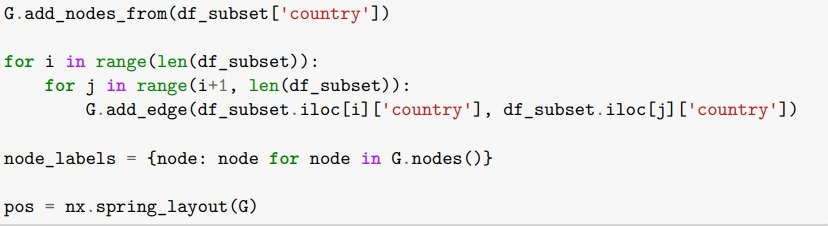 G.add_nodes_from(df_subset['country'])
for i in range(len(df_subset)):
    for j in range(i+1, len(df_subset)):
        G.add_edge(df_subset.iloc[i]['country'], df_subset.iloc[j]['country'])
node_labels = {node: node for node in G.nodes()}
pos = nx.spring_layout(G)